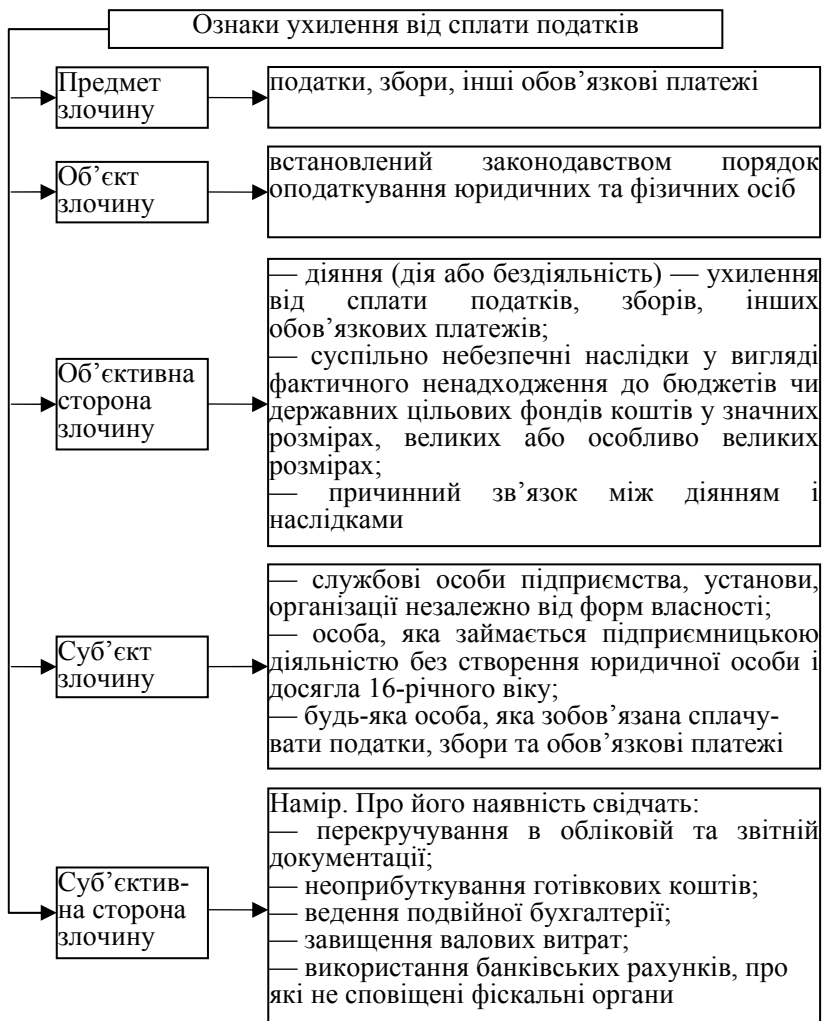 Ознаки ухилення від сплати податків
Предмет
злочину
податки, збори, інші обов’язкові платежі
Об’єкт
злочину
встановлений законодавством порядок
оподаткування юридичних та фізичних осіб
Об’єктивна
сторона
злочину
— діяння (дія або бездіяльність) — ухилення
від сплати податків, зборів, інших
обов’язкових платежів;
— суспільно небезпечні наслідки у вигляді
фактичного ненадходження до бюджетів чи
державних цільових фондів коштів у значних
розмірах, великих або особливо великих
розмірах;
— причинний зв’язок між діянням і
наслідками
Суб’єкт
злочину
— службові особи підприємства, установи,
організації незалежно від форм власності;
— особа, яка займається підприємницькою
діяльністю без створення юридичної особи і
досягла 16-річного віку;
— будь-яка особа, яка зобов’язана сплачу-
вати податки, збори та обов’язкові платежі
Суб’єктив-
на сторона
злочину
Намір. Про його наявність свідчать:
— перекручування в обліковій та звітній
документації;
— неоприбуткування готівкових коштів;
— ведення подвійної бухгалтерії;
— завищення валових витрат;
— використання банківських рахунків, про
які не сповіщені фіскальні органи